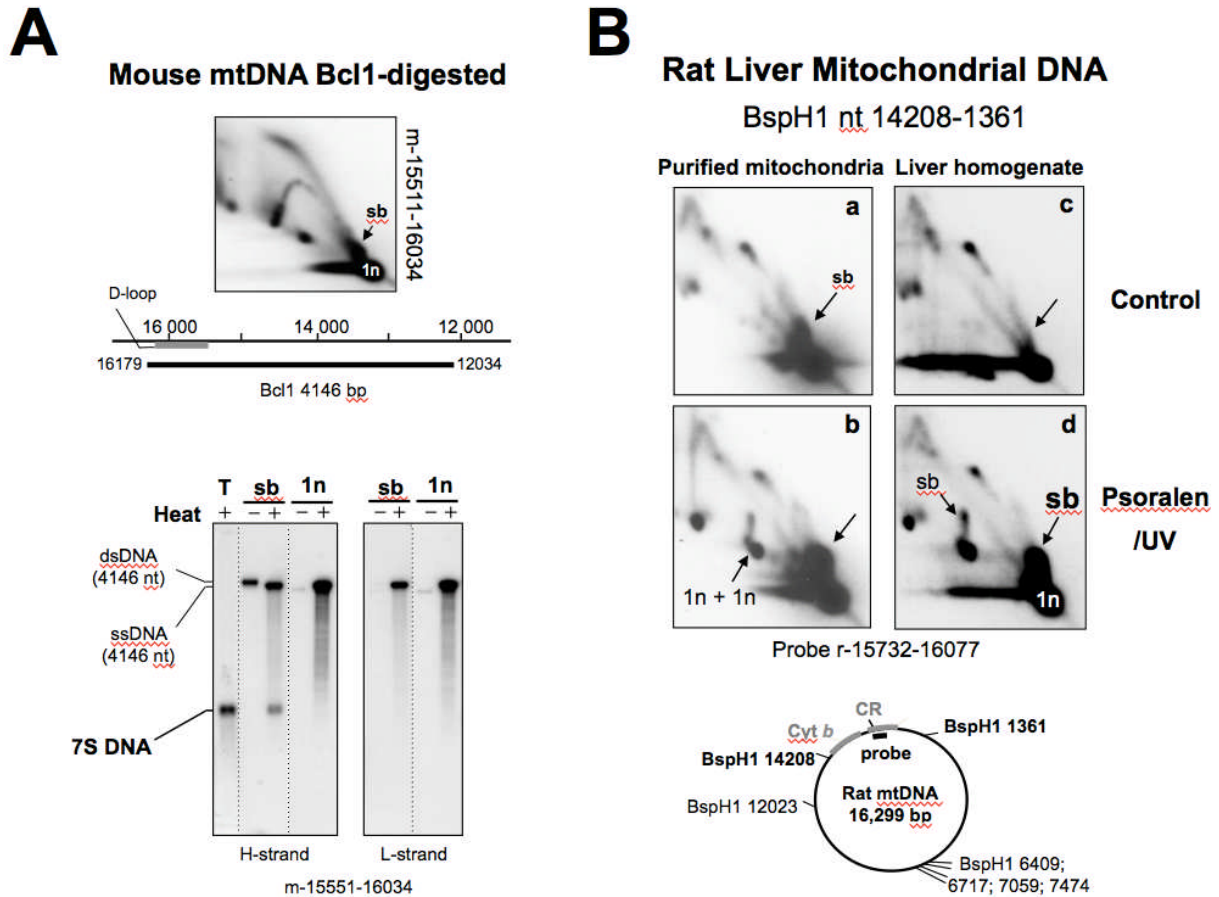 A
Mouse mtDNA Bcl1-digested
m-15511-16034
sb
1n
D-loop
16 000
14 000
12 000
16179
12034
Bcl1 4146 bp
T
sb
1n
sb
1n
Heat
+
–
+
–
+
–
+
–
+
dsDNA
(4146 nt)
ssDNA
(4146 nt)
7S DNA
H-strand
L-strand
m-15551-16034
B
Rat Liver Mitochondrial DNA
BspH1 nt 14208-1361
Purified mitochondria
Liver homogenate
a
sb
c
Control
b
1n + 1n
d
sb
sb
1n
Psoralen
/UV
Probe r-15732-16077
CR
Cyt b
probe
BspH1 1361
BspH1 14208
BspH1 12023
Rat mtDNA
16,299 bp
BspH1 6409;
6717; 7059; 7474